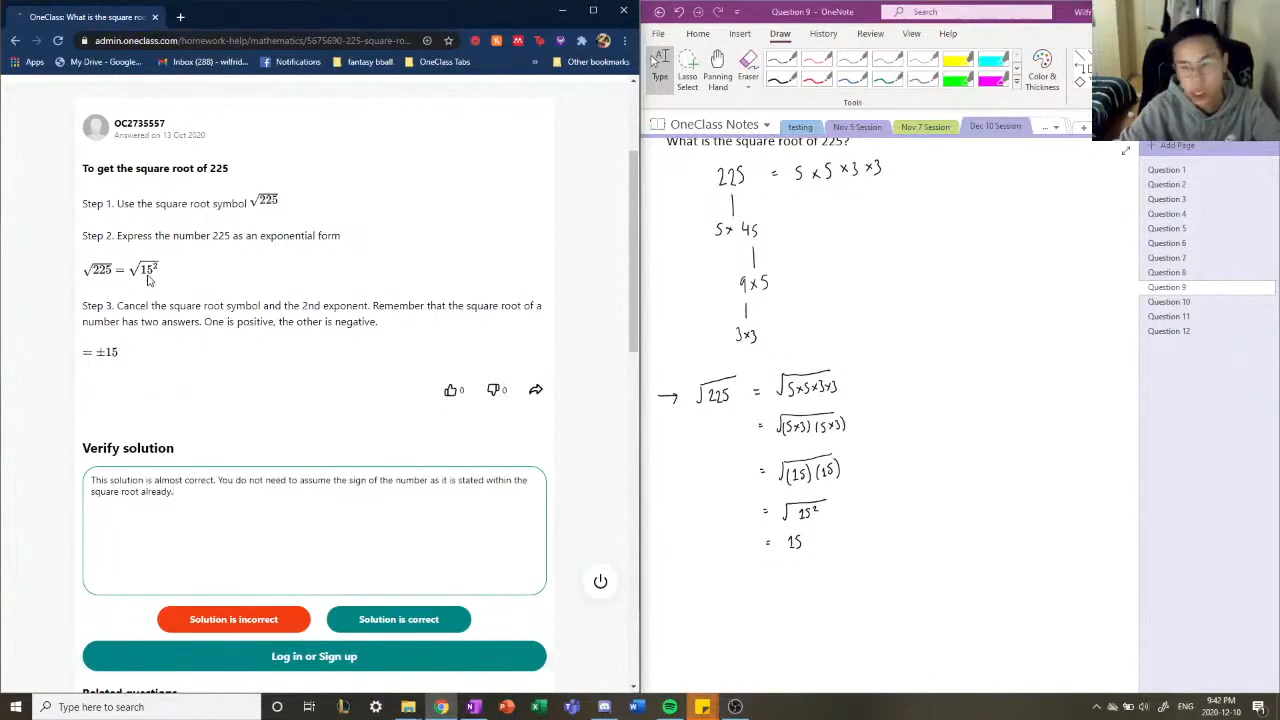 OneClass: What is the square roo
admin.oneclass.com/homework-help/mathematics/5675690-225-square-ro...
Apps
My Drive - Google...
Inbox (288) - wilfrid...
Notifications
fantasy bball
OneClass Tabs
»
Other bookmarks
OC2735557
Answered on 13 Oct 2020
To get the square root of 225
Step 1. Use the square root symbol √225
Step 2. Express the number 225 as an exponential form
√225 = √15²
Step 3. Cancel the square root symbol and the 2nd exponent. Remember that the square root of a
number has two answers. One is positive, the other is negative.
= ±15
0
0
Verify solution
This solution is almost correct. You do not need to assume the sign of the number as it is stated within the
square root already.
Solution is incorrect
Solution is correct
Log in or Sign up
Related questions
Question 9 - OneNote
Search
Wilfr
File Home Insert Draw History Review View
Type
Lasso
Select
Panning
Hand
Eraser
Color &
Thickness
Tools
OneClass Notes
testing
Nov 5 Session
Nov 7 Session
Dec 10 Session
...
What is the square root of 225?
225 = 5 × 5 × 3 × 3
5 × 45
9 × 5
3×3
→ √225 = √5×5×3×3
= √(5×3)(5×3)
= √(15)(15)
= √15²
= 15
Add Page
Question 1
Question 2
Question 3
Question 4
Question 5
Question 6
Question 7
Question 8
Question 9
Question 10
Question 11
Question 12
Type here to search
9:42 PM
2020-12-10